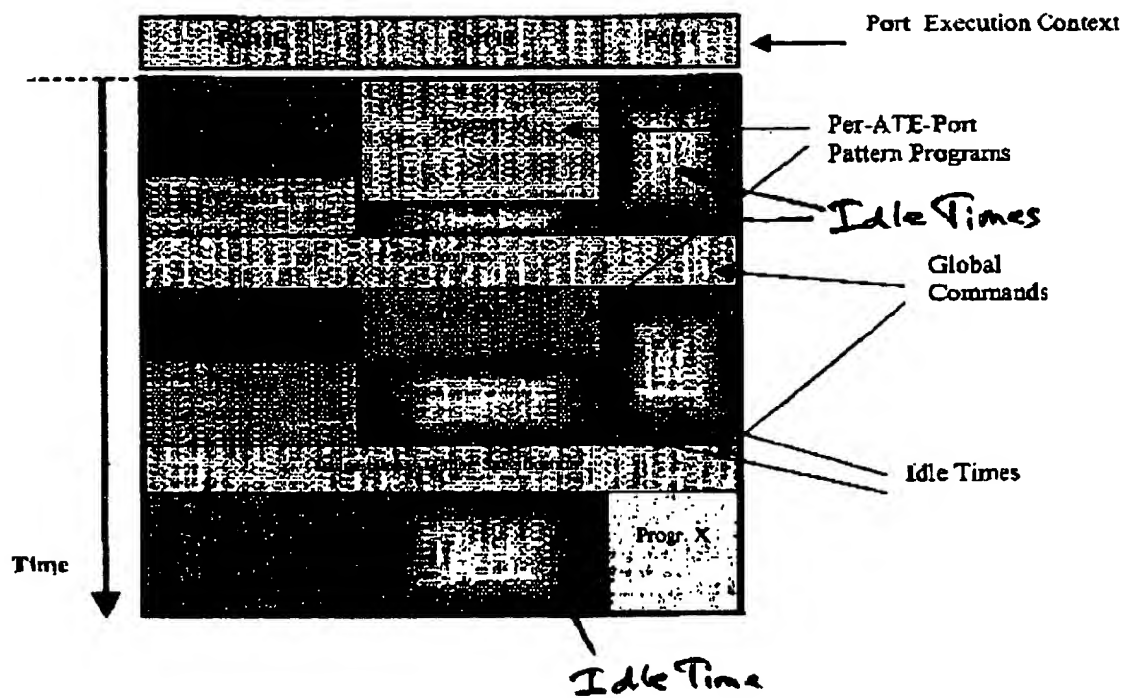 Port Execution Context
Per-ATE-Port
Pattern Programs
Idle Times
Global
Commands
Idle Times
Progr. X
Time
Idle Time